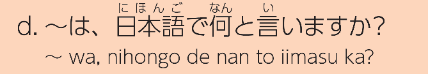 にほんご なん い
d. ～は、日本語で何と言いますか?
～ wa, nihongo de nan to iimasu ka?